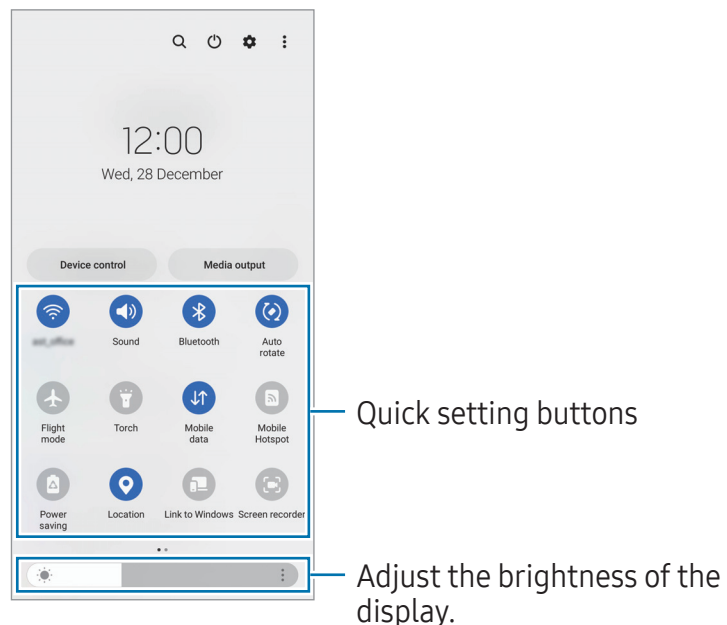 12:00
Wed, 28 December
Device control
Media output
Sound
Bluetooth
Auto
rotate
Flight
mode
Torch
Mobile
data
Mobile
Hotspot
Power
saving
Location
Link to Windows
Screen recorder
Quick setting buttons
Adjust the brightness of the
display.